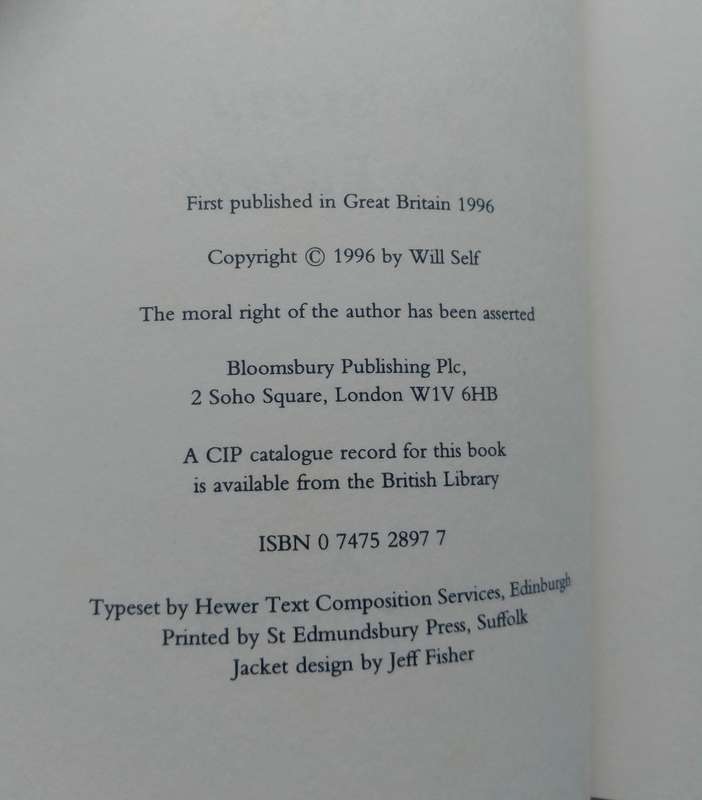 First published in Great Britain 1996
Copyright © 1996 by Will Self
The moral right of the author has been asserted
Bloomsbury Publishing Plc,
2 Soho Square, London W1V 6HB
A CIP catalogue record for this book
is available from the British Library
ISBN 0 7475 2897 7
Typeset by Hewer Text Composition Services, Edinburgh
Printed by St Edmundsbury Press, Suffolk
Jacket design by Jeff Fisher